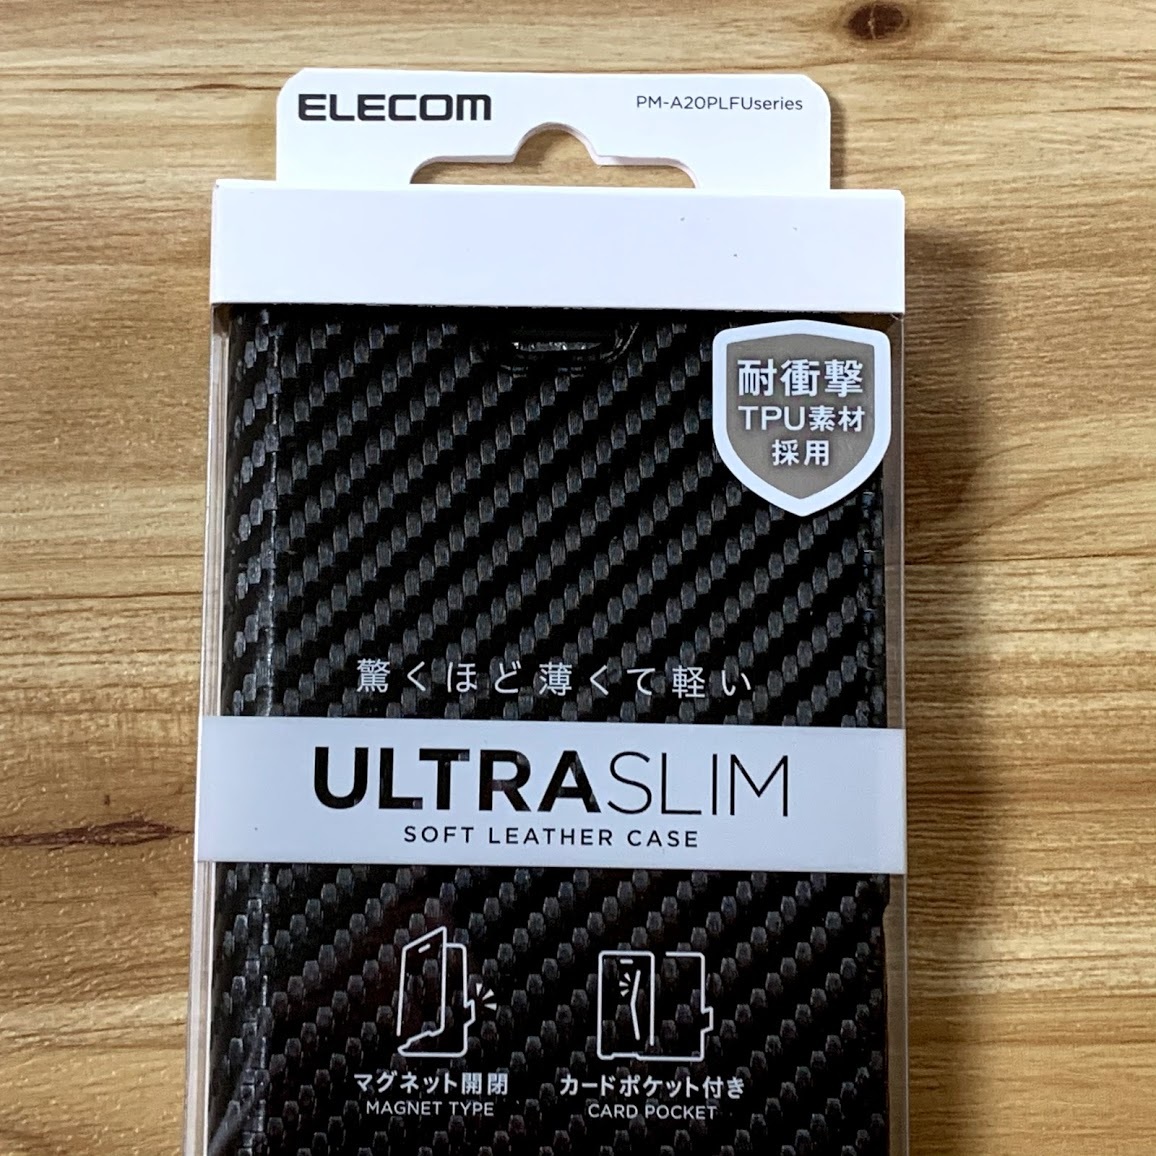 ELECOM
PM-A20PLFUseries
耐衝撃
TPU素材
採用
驚くほど薄くて軽い
ULTRASLIM
SOFT LEATHER CASE
マグネット開閉
MAGNET TYPE
カードポケット付き
CARD POCKET